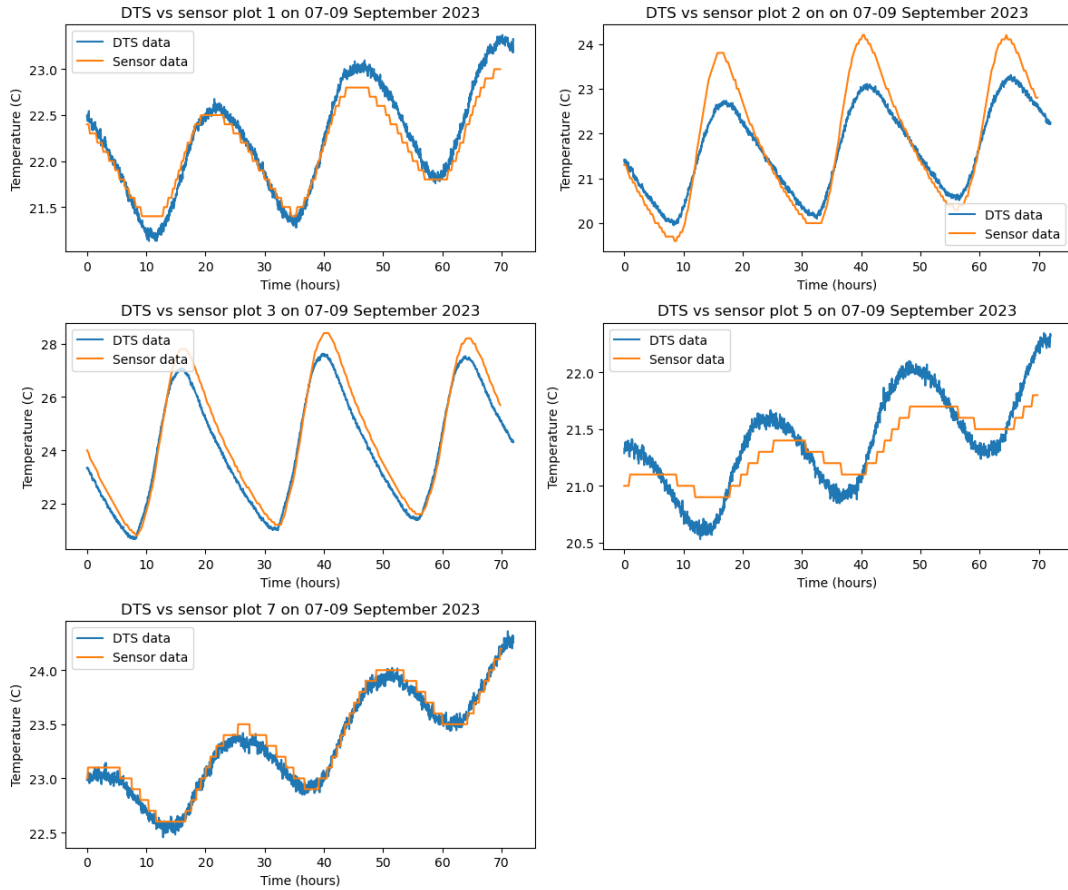 DTS vs sensor plot 1 on 07-09 September 2023
DTS data
Sensor data
Temperature (C)
23.0
22.5
22.0
21.5
0 10 20 30 40 50 60 70
Time (hours)
DTS vs sensor plot 2 on on 07-09 September 2023
Temperature (C)
24
23
22
21
20
DTS data
Sensor data
0 10 20 30 40 50 60 70
Time (hours)
DTS vs sensor plot 3 on 07-09 September 2023
DTS data
Sensor data
Temperature (C)
28
26
24
22
0 10 20 30 40 50 60 70
Time (hours)
DTS vs sensor plot 5 on 07-09 September 2023
DTS data
Sensor data
Temperature (C)
22.0
21.5
21.0
20.5
0 10 20 30 40 50 60 70
Time (hours)
DTS vs sensor plot 7 on 07-09 September 2023
DTS data
Sensor data
Temperature (C)
24.0
23.5
23.0
22.5
0 10 20 30 40 50 60 70
Time (hours)